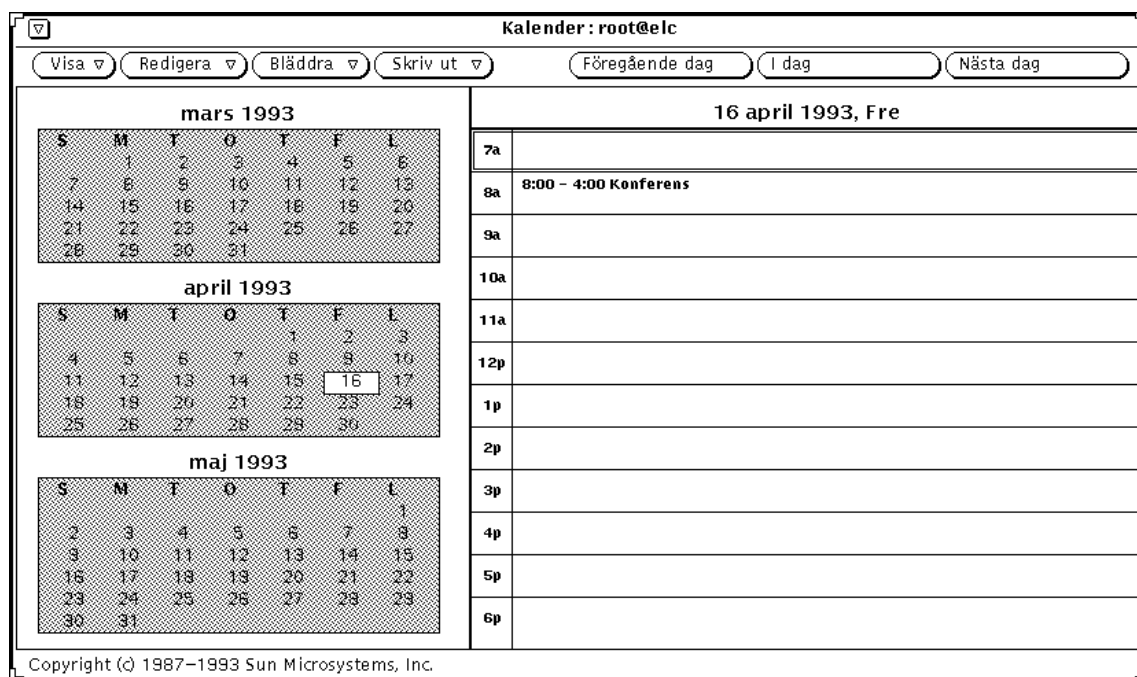 Kalender : root@elc
Visa Redigera Bläddra Skriv ut Föregående dag I dag Nästa dag
mars 1993
S M T O T F L
1 2 3 4 5 6
7 8 9 10 11 12 13
14 15 16 17 18 19 20
21 22 23 24 25 26 27
28 29 30 31
april 1993
S M T O T F L
1 2 3
4 5 6 7 8 9 10
11 12 13 14 15 16 17
18 19 20 21 22 23 24
25 26 27 28 29 30
maj 1993
S M T O T F L
1
2 3 4 5 6 7 8
9 10 11 12 13 14 15
16 17 18 19 20 21 22
23 24 25 26 27 28 29
30 31
16 april 1993, Fre
7a
8a 8:00 – 4:00 Konferens
9a
10a
11a
12p
1p
2p
3p
4p
5p
6p
Copyright (c) 1987–1993 Sun Microsystems, Inc.